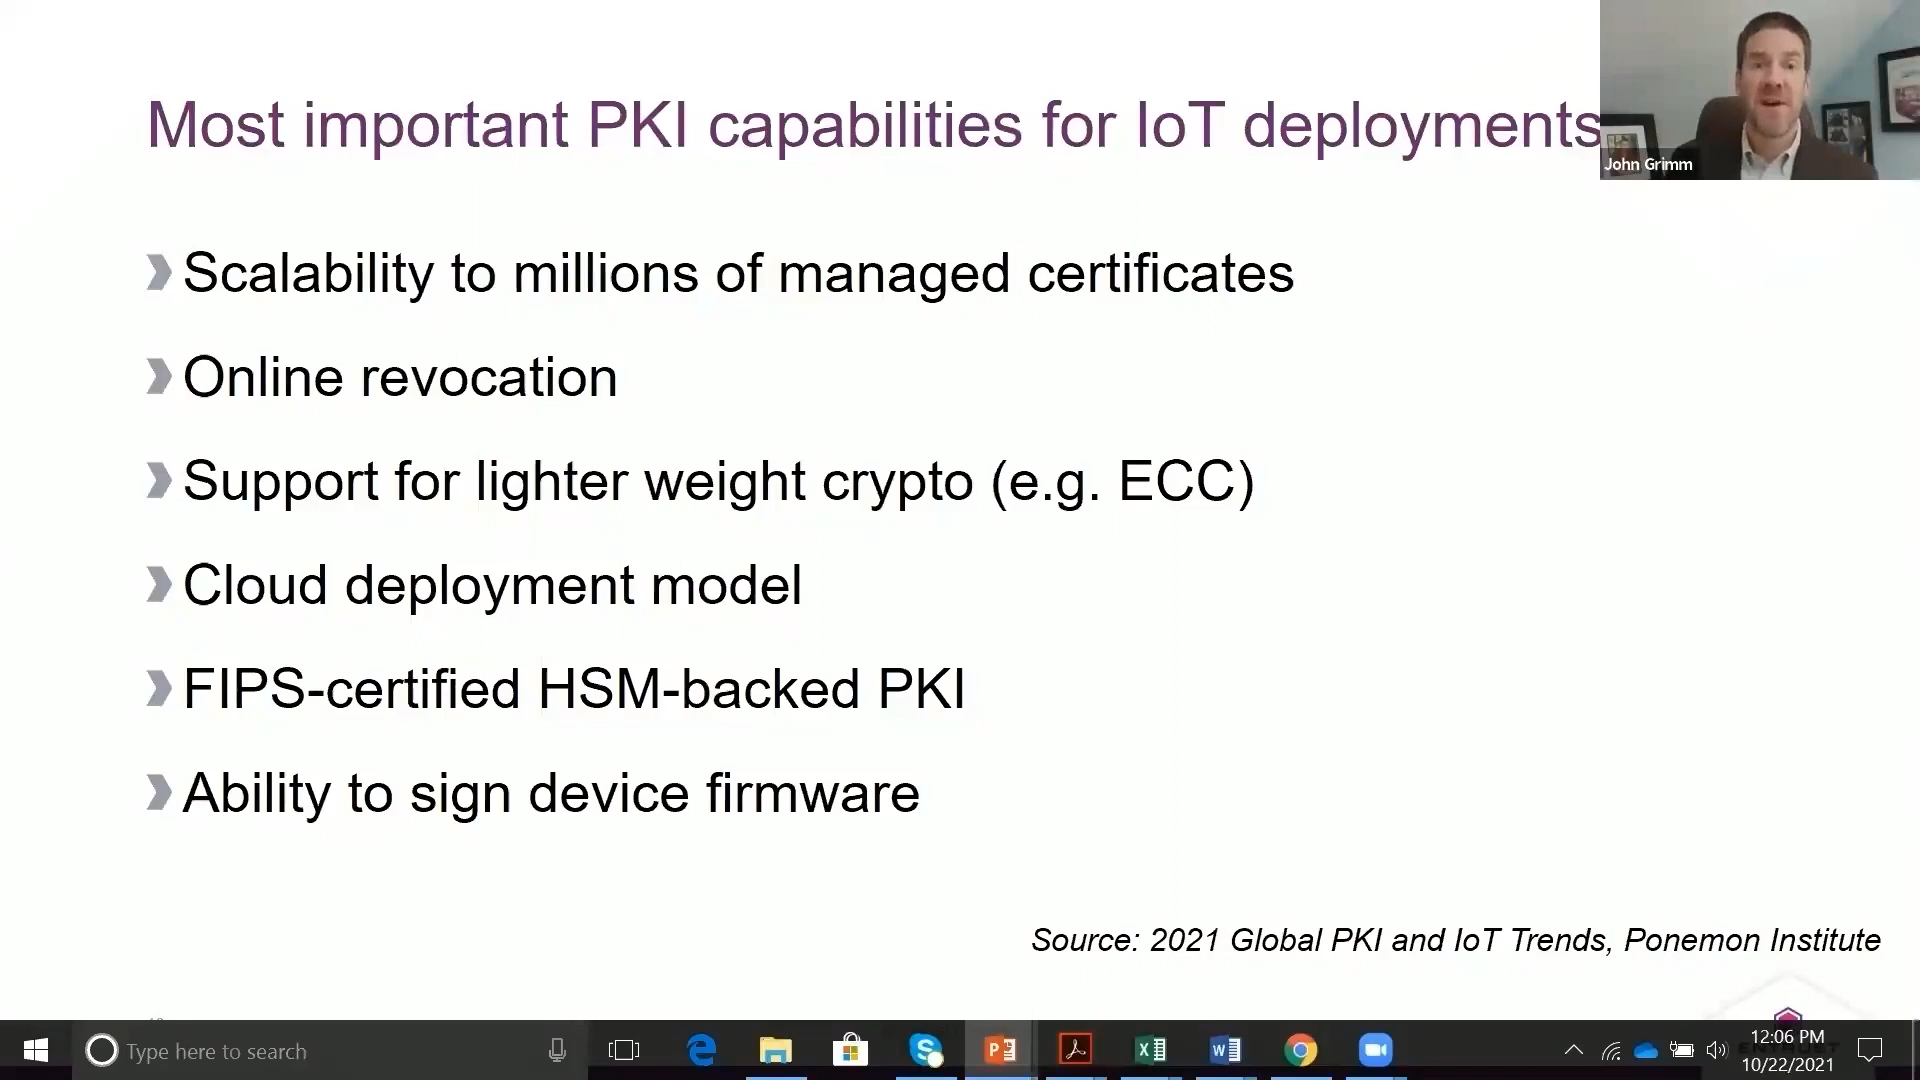 Most important PKI capabilities for IoT deployments
John Grimm
Scalability to millions of managed certificates
Online revocation
Support for lighter weight crypto (e.g. ECC)
Cloud deployment model
FIPS-certified HSM-backed PKI
Ability to sign device firmware
Source: 2021 Global PKI and IoT Trends, Ponemon Institute
Type here to search
12:06 PM
ENTRUST
10/22/2021